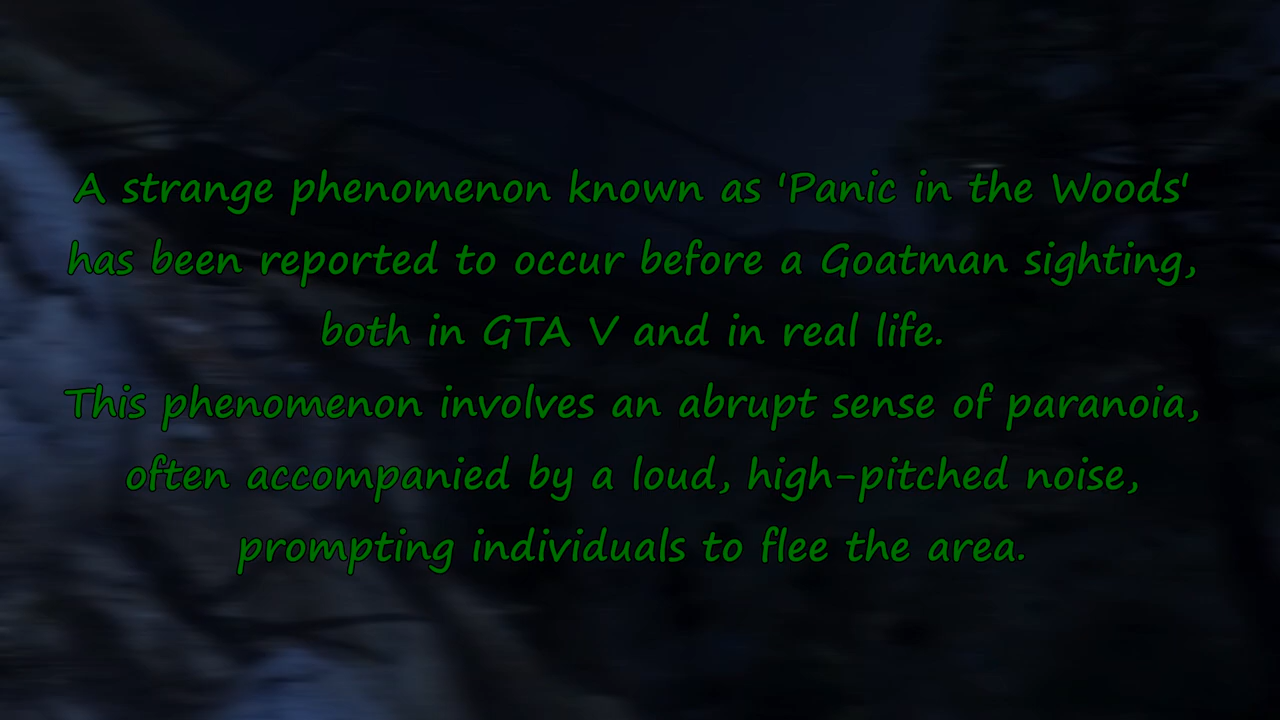 A strange phenomenon known as 'Panic in the Woods'
has been reported to occur before a Goatman sighting,
both in GTA V and in real life.
This phenomenon involves an abrupt sense of paranoia,
often accompanied by a loud, high-pitched noise,
prompting individuals to flee the area.